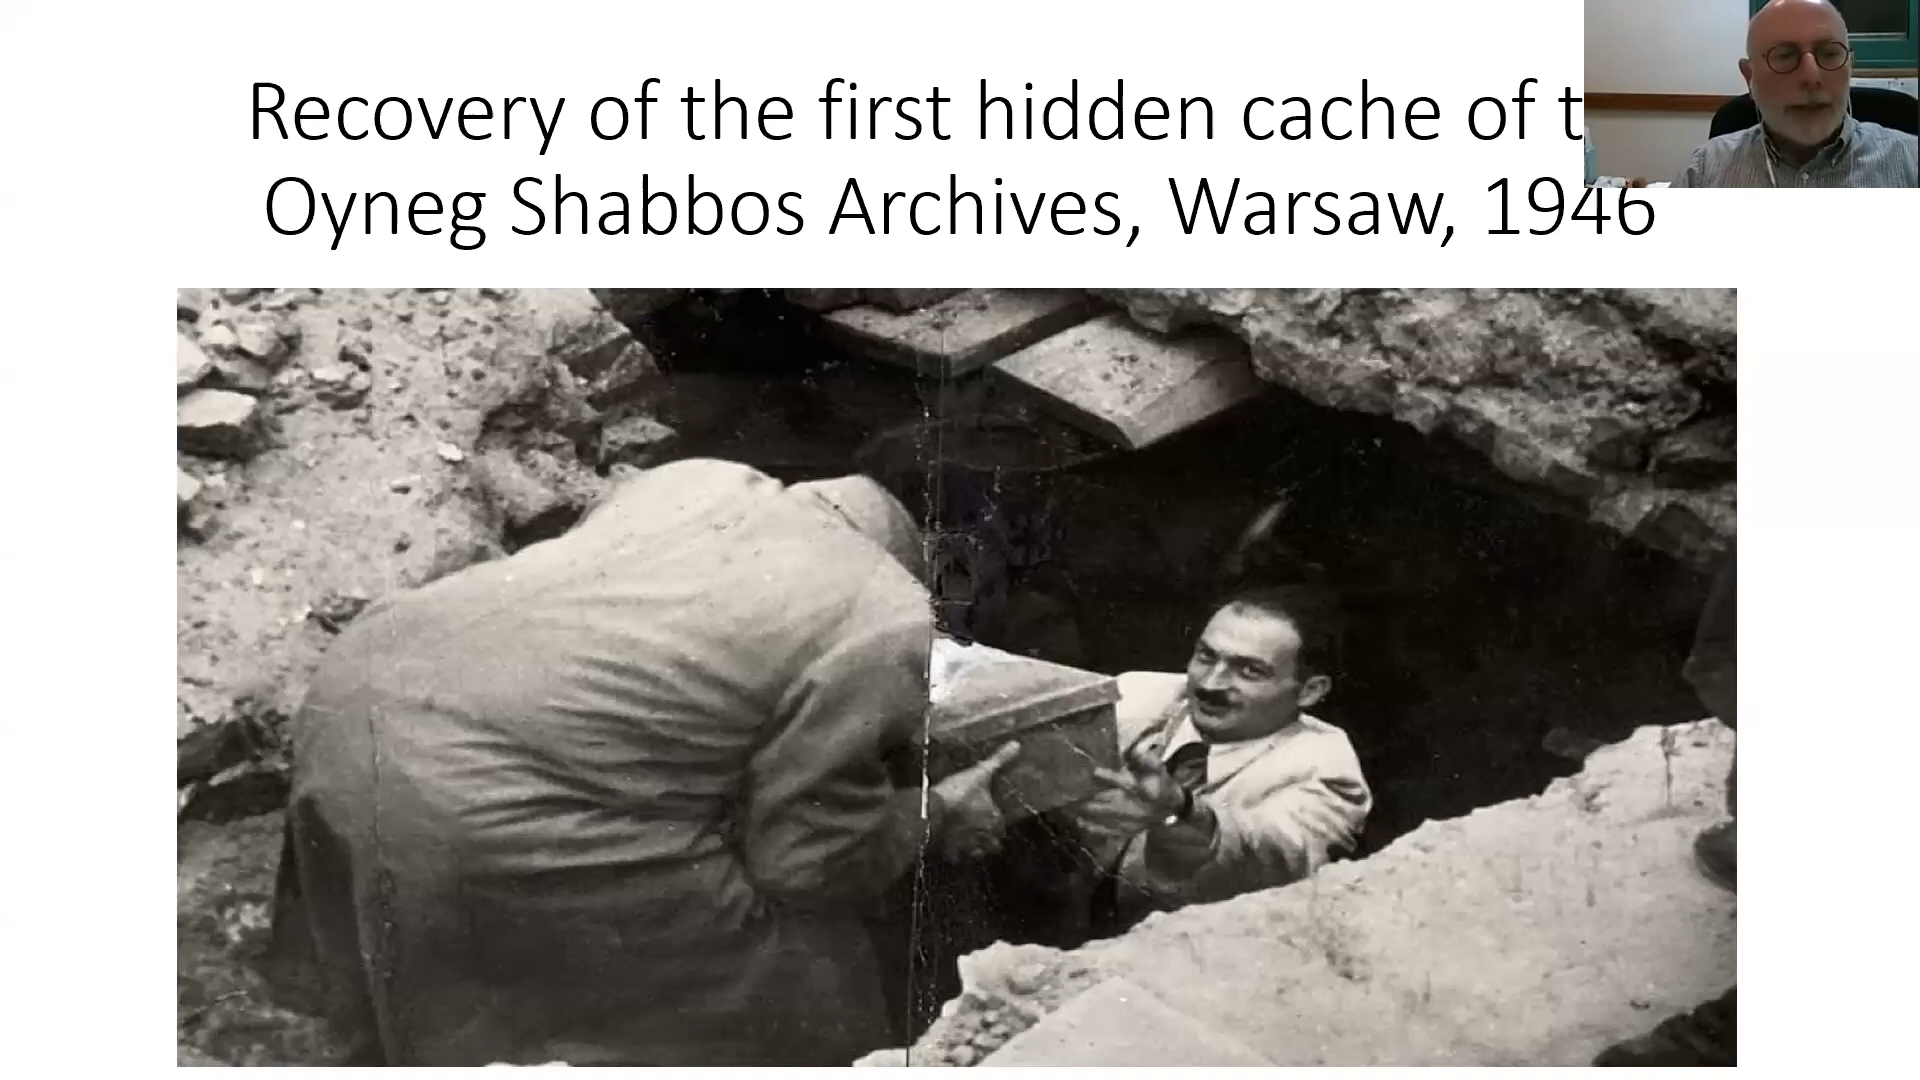 Recovery of the first hidden cache of t
Oyneg Shabbos Archives, Warsaw, 1946